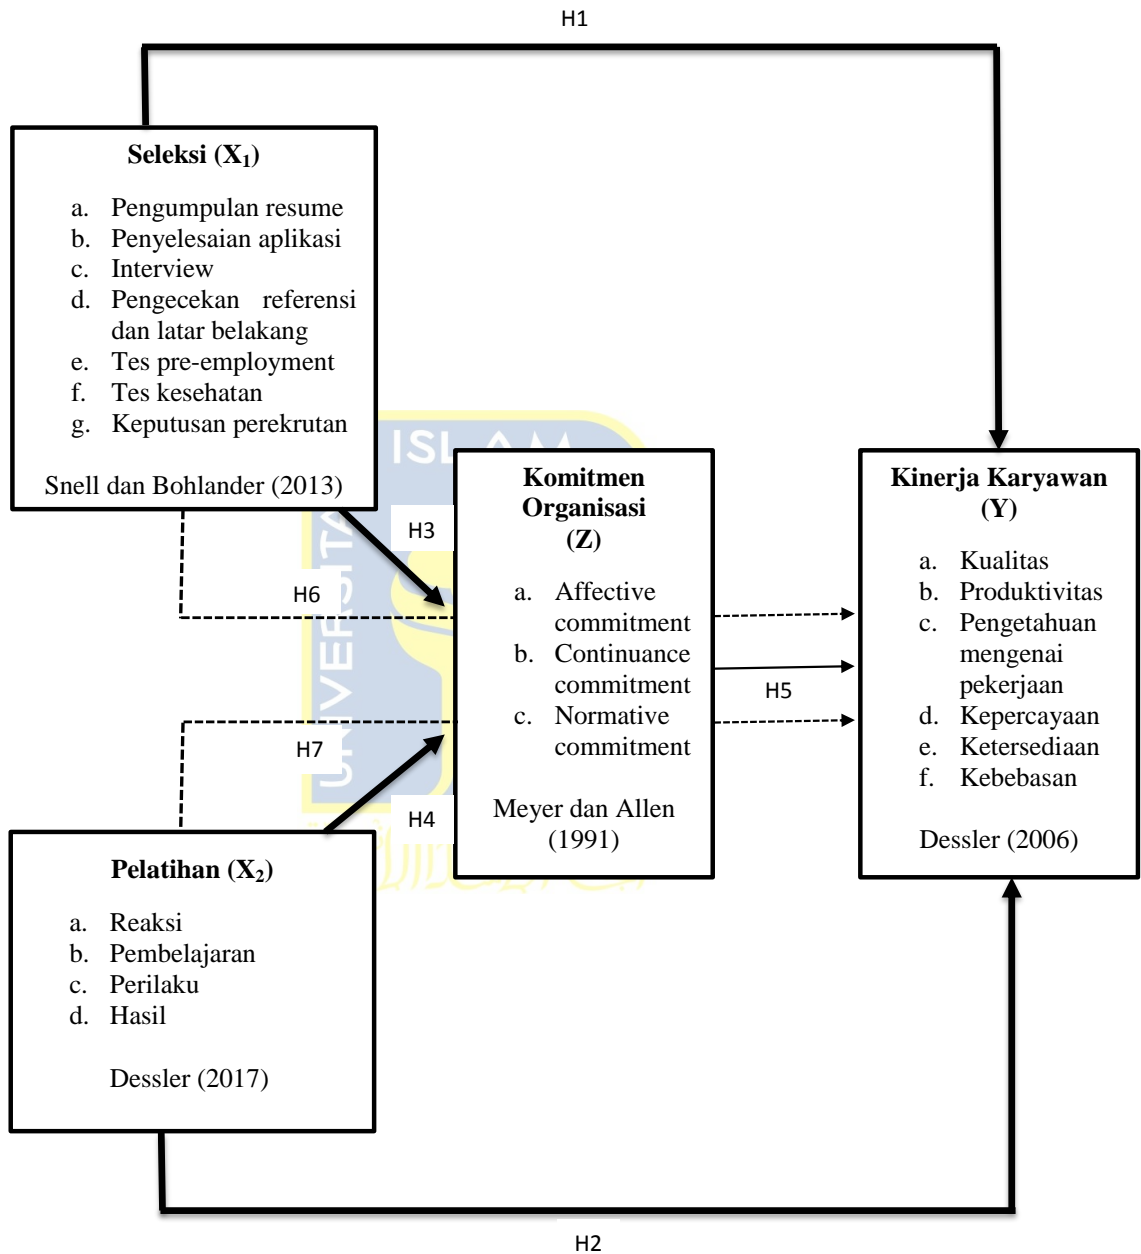 H1
Seleksi (X₁)
a. Pengumpulan resume
b. Penyelesaian aplikasi
c. Interview
d. Pengecekan referensi
dan latar belakang
e. Tes pre-employment
f. Tes kesehatan
g. Keputusan perekrutan
Snell dan Bohlander (2013)
ISLAM
UNIVERSITA
H3
H6
H7
H4
Komitmen
Organisasi
(Z)
a. Affective
commitment
b. Continuance
commitment
c. Normative
commitment
Meyer dan Allen
(1991)
H5
Kinerja Karyawan
(Y)
a. Kualitas
b. Produktivitas
c. Pengetahuan
mengenai
pekerjaan
d. Kepercayaan
e. Ketersediaan
f. Kebebasan
Dessler (2006)
Pelatihan (X₂)
a. Reaksi
b. Pembelajaran
c. Perilaku
d. Hasil
Dessler (2017)
H2